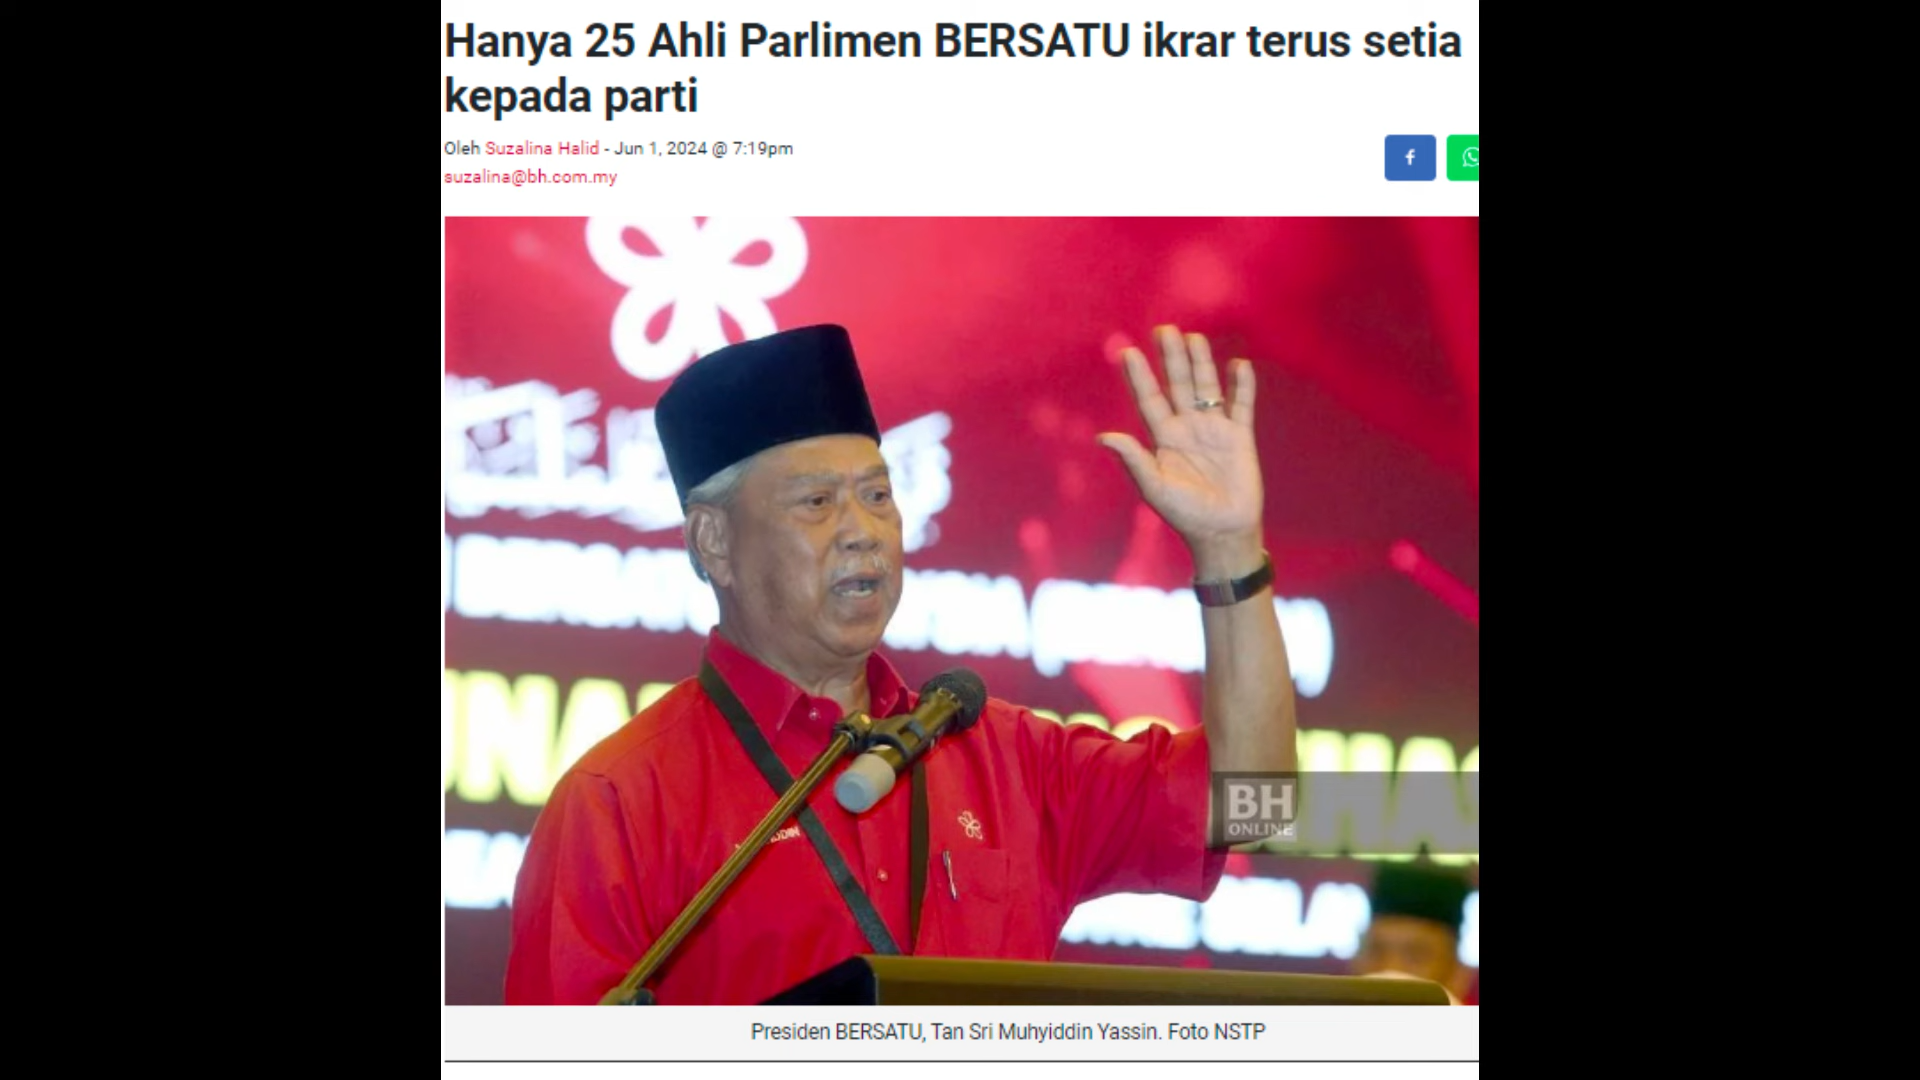 Hanya 25 Ahli Parlimen BERSATU ikrar terus setia
kepada parti
Oleh Suzalina Halid - Jun 1, 2024 @ 7:19pm
suzalina@bh.com.my
BH
ONLINE
Presiden BERSATU, Tan Sri Muhyiddin Yassin. Foto NSTP